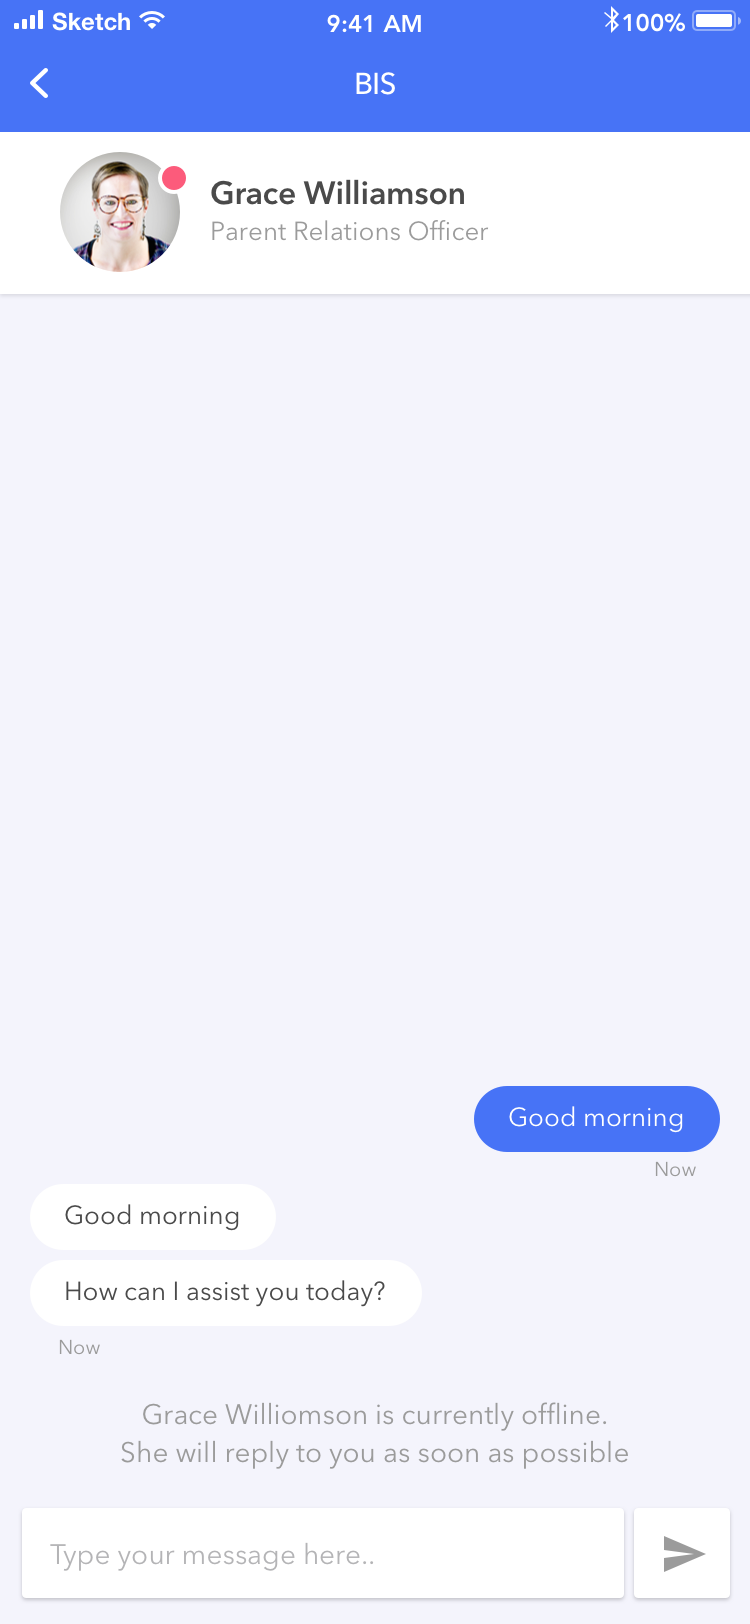 Sketch 9:41 AM 100%
BIS
Grace Williamson
Parent Relations Officer
Good morning
Now
Good morning
How can I assist you today?
Now
Grace Williomson is currently offline.
She will reply to you as soon as possible
Type your message here..